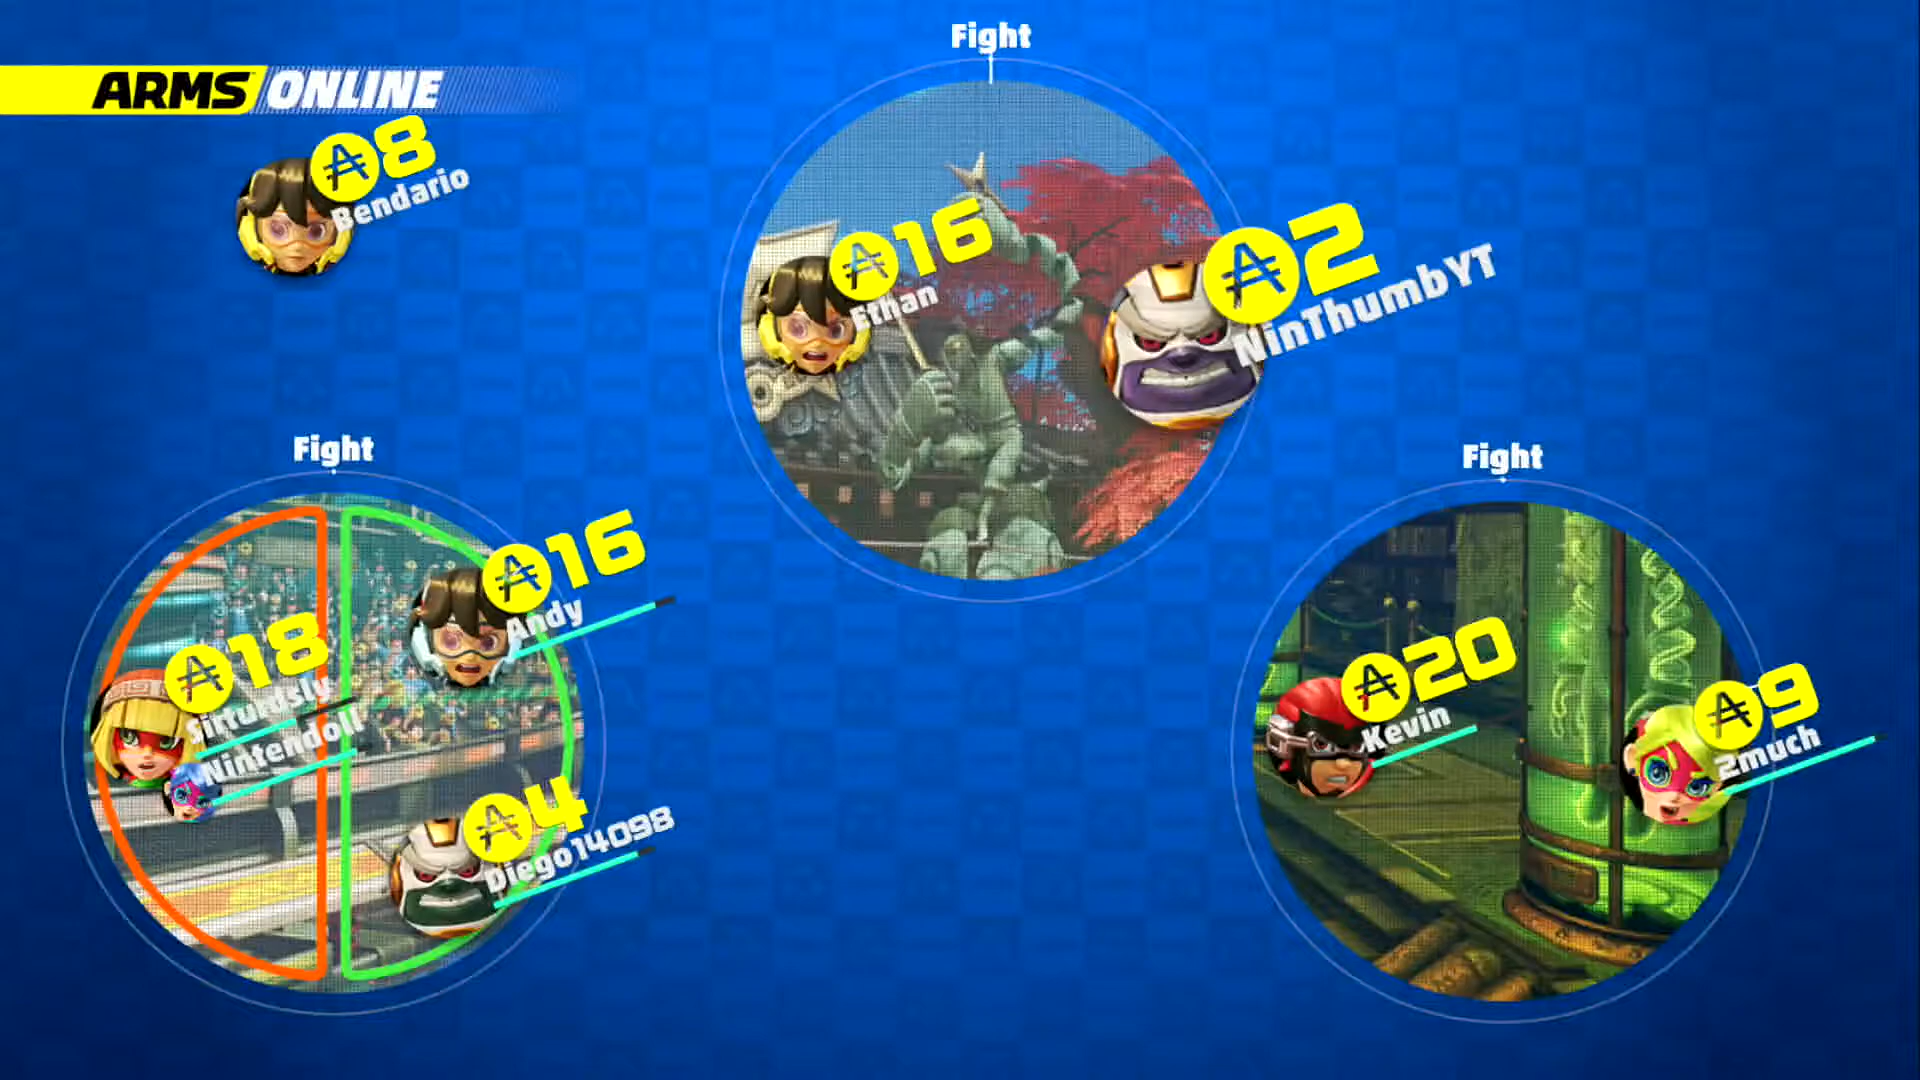 Fight
ARMS ONLINE
8
Bendario
16
Ethan
2
NinThumbYT
Fight
Fight
16
Andy
18
Nintendoll
20
Kevin
9
2much
4
Diego14098